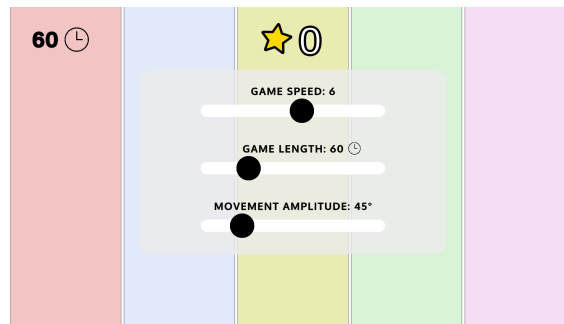 60
0
GAME SPEED: 6
GAME LENGTH: 60
MOVEMENT AMPLITUDE: 45°